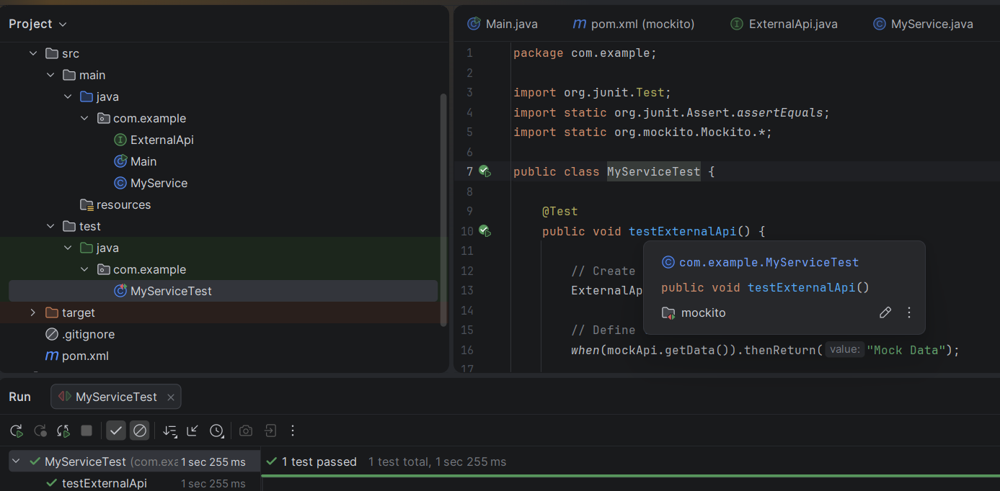 Project
src
main
java
com.example
ExternalApi
Main
MyService
resources
test
java
com.example
MyServiceTest
target
.gitignore
pom.xml
Main.java
pom.xml (mockito)
ExternalApi.java
MyService.java
1 package com.example;
2
3 import org.junit.Test;
4 import static org.junit.Assert.assertEquals;
5 import static org.mockito.Mockito.*;
6
7 public class MyServiceTest {
8
9 @Test
10 public void testExternalApi() {
11
12 // Create
13 ExternalAp
14
15 // Define
16 when(mockApi.getData()).thenReturn( value: "Mock Data");
17
com.example.MyServiceTest
public void testExternalApi()
mockito
Run
MyServiceTest
MyServiceTest (com.exa 1 sec 255 ms
testExternalApi 1 sec 255 ms
1 test passed 1 test total, 1 sec 255 ms